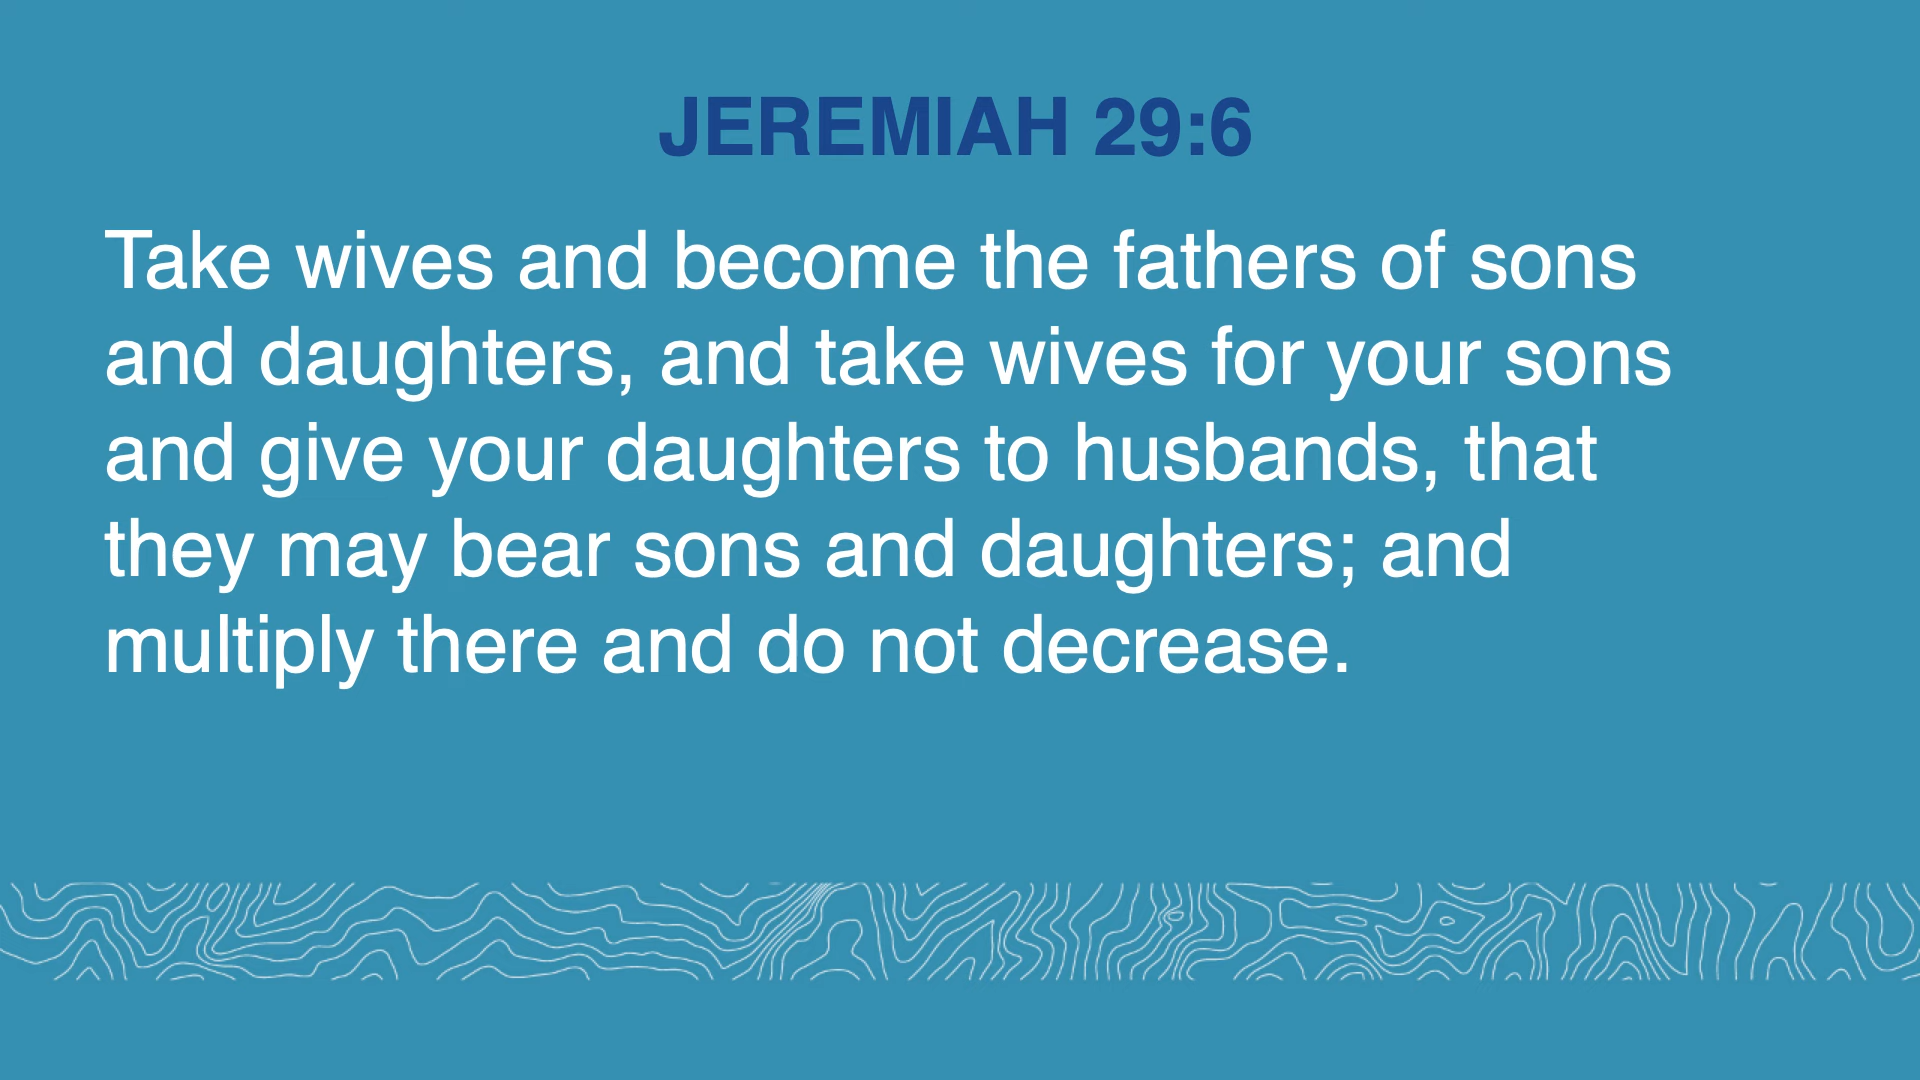 JEREMIAH 29:6
Take wives and become the fathers of sons
and daughters, and take wives for your sons
and give your daughters to husbands, that
they may bear sons and daughters; and
multiply there and do not decrease.